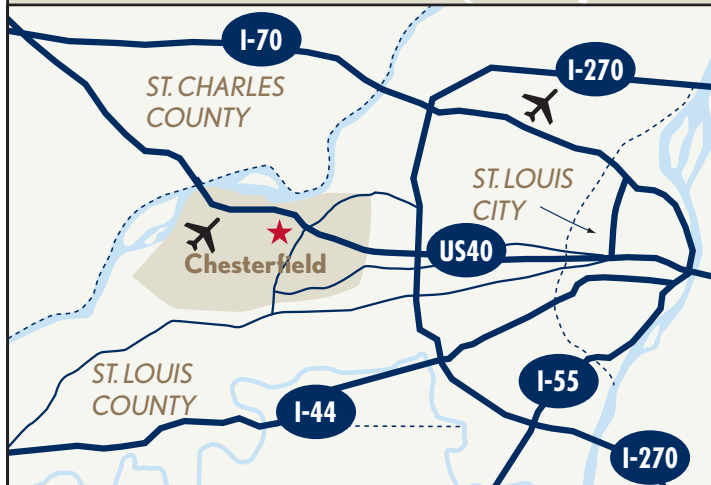 I-70
I-270
ST. CHARLES
COUNTY
ST. LOUIS
CITY
US40
Chesterfield
ST. LOUIS
COUNTY
I-55
I-44
I-270